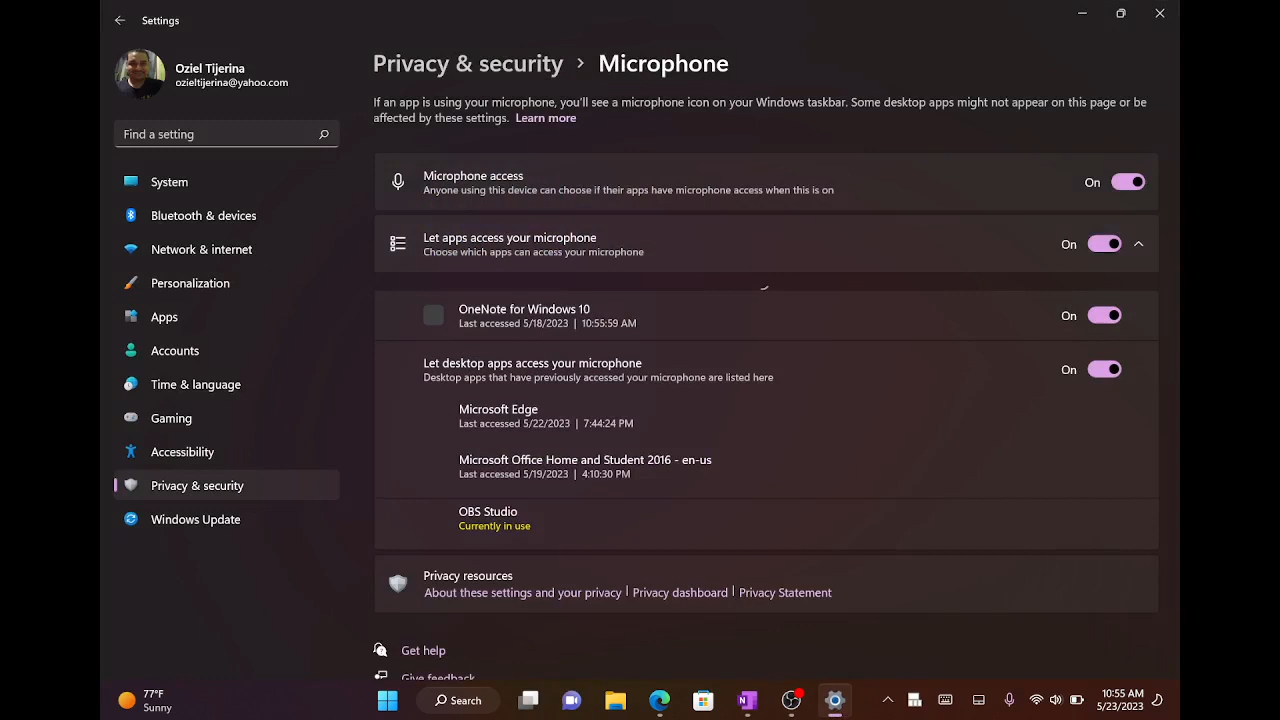 Settings
Oziel Tijerina
ozieltijerina@yahoo.com
Find a setting
System
Bluetooth & devices
Network & internet
Personalization
Apps
Accounts
Time & language
Gaming
Accessibility
Privacy & security
Windows Update
Privacy & security › Microphone
If an app is using your microphone, you'll see a microphone icon on your Windows taskbar. Some desktop apps might not appear on this page or be
affected by these settings. Learn more
Microphone access
Anyone using this device can choose if their apps have microphone access when this is on
On
Let apps access your microphone
Choose which apps can access your microphone
On
OneNote for Windows 10
Last accessed 5/18/2023 | 10:55:59 AM
On
Let desktop apps access your microphone
Desktop apps that have previously accessed your microphone are listed here
On
Microsoft Edge
Last accessed 5/22/2023 | 7:44:24 PM
Microsoft Office Home and Student 2016 - en-us
Last accessed 5/19/2023 | 4:10:30 PM
OBS Studio
Currently in use
Privacy resources
About these settings and your privacy | Privacy dashboard | Privacy Statement
Get help
Give feedback
77°F
Sunny
Search
10:55 AM
5/23/2023